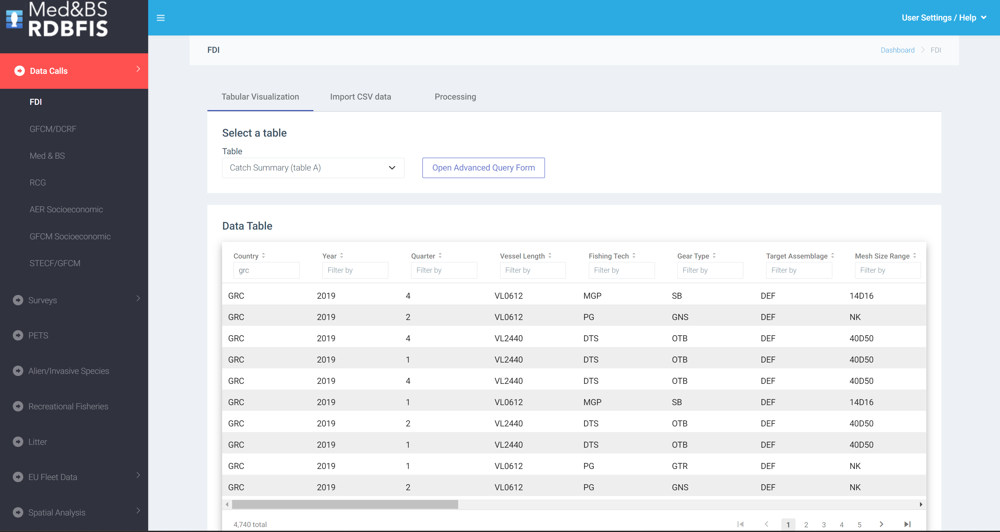 Med&BS
RDBFIS
User Settings / Help
Data Calls
FDI
GFCM/DCRF
Med & BS
RCG
AER Socioeconomic
GFCM Socioeconomic
STECF/GFCM
Surveys
PETS
Alien/Invasive Species
Recreational Fisheries
Litter
EU Fleet Data
Spatial Analysis
FDI
Dashboard FDI
Tabular Visualization Import CSV data Processing
Select a table
Table
Catch Summary (table A) Open Advanced Query Form
Data Table
Country Year Quarter Vessel Length Fishing Tech Gear Type Target Assemblage Mesh Size Range
grc Filter by Filter by Filter by Filter by Filter by Filter by Filter by
GRC 2019 4 VL0612 MGP SB DEF 14D16
GRC 2019 2 VL0612 PG GNS DEF NK
GRC 2019 4 VL2440 DTS OTB DEF 40D50
GRC 2019 1 VL2440 DTS OTB DEF 40D50
GRC 2019 4 VL2440 DTS OTB DEF 40D50
GRC 2019 1 VL0612 MGP SB DEF 14D16
GRC 2019 2 VL2440 DTS OTB DEF 40D50
GRC 2019 1 VL2440 DTS OTB DEF 40D50
GRC 2019 1 VL0612 PG GTR DEF NK
GRC 2019 2 VL0612 PG GNS DEF NK
4,740 total 1 2 3 4 5